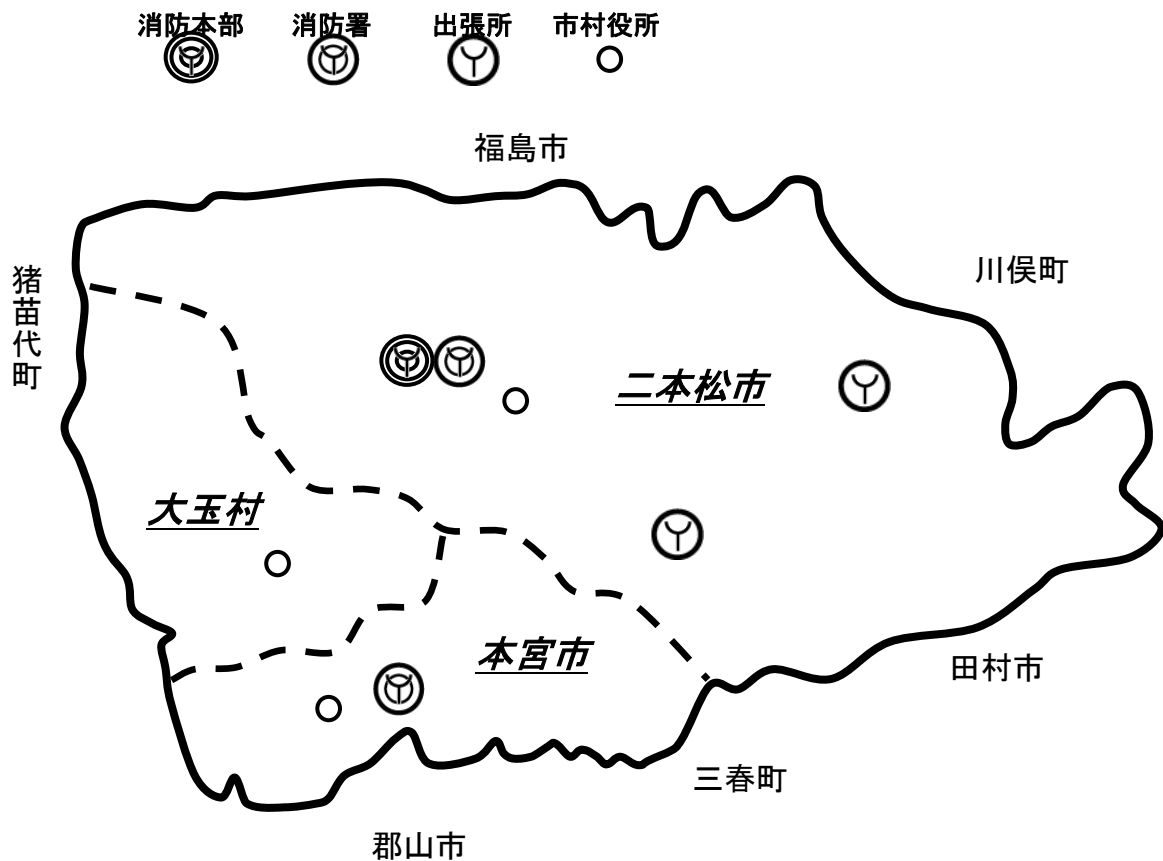 消防本部 消防署 出張所 市村役所
福島市
川俣町
猪苗代町
二本松市
大玉村
本宮市
田村市
三春町
郡山市